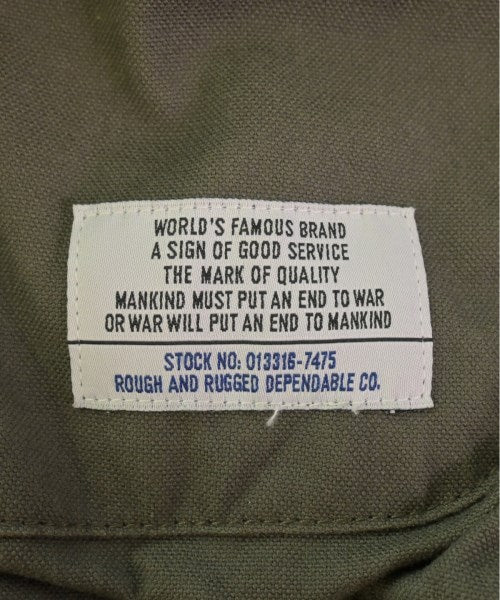 WORLD'S FAMOUS BRAND
A SIGN OF GOOD SERVICE
THE MARK OF QUALITY
MANKIND MUST PUT AN END TO WAR
OR WAR WILL PUT AN END TO MANKIND
STOCK NO: 013316-7475
ROUGH AND RUGGED DEPENDABLE CO.